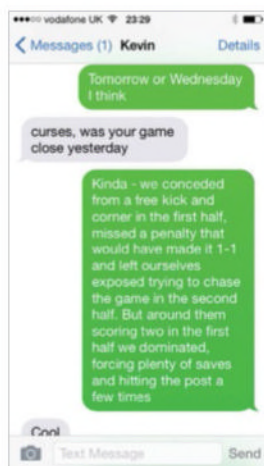 vodafone UK 23:29
Messages (1) Kevin Details
Tomorrow or Wednesday
I think
curses, was your game
close yesterday
Kinda - we conceded
from a free kick and
corner in the first half,
missed a penalty that
would have made it 1-1
and left ourselves
exposed trying to chase
the game in the second
half. But around them
scoring two in the first
half we dominated,
forcing plenty of saves
and hitting the post a
few times
Cool
Text Message Send